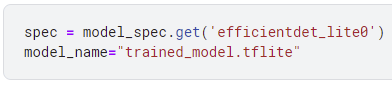 spec = model_spec.get('efficientdet_lite0')
model_name="trained_model.tflite"